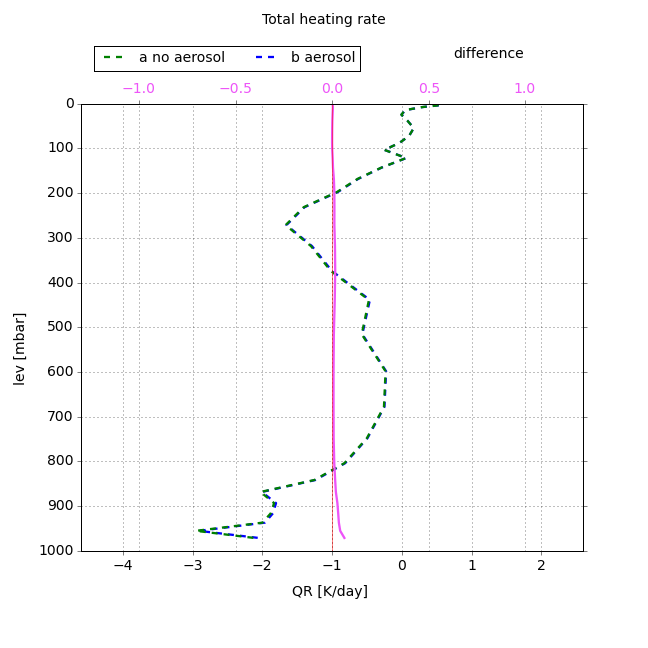 Total heating rate
a no aerosol b aerosol difference
−1.0 −0.5 0.0 0.5 1.0
0
100
200
300
400
500
600
700
800
900
1000
lev [mbar]
−4 −3 −2 −1 0 1 2
QR [K/day]